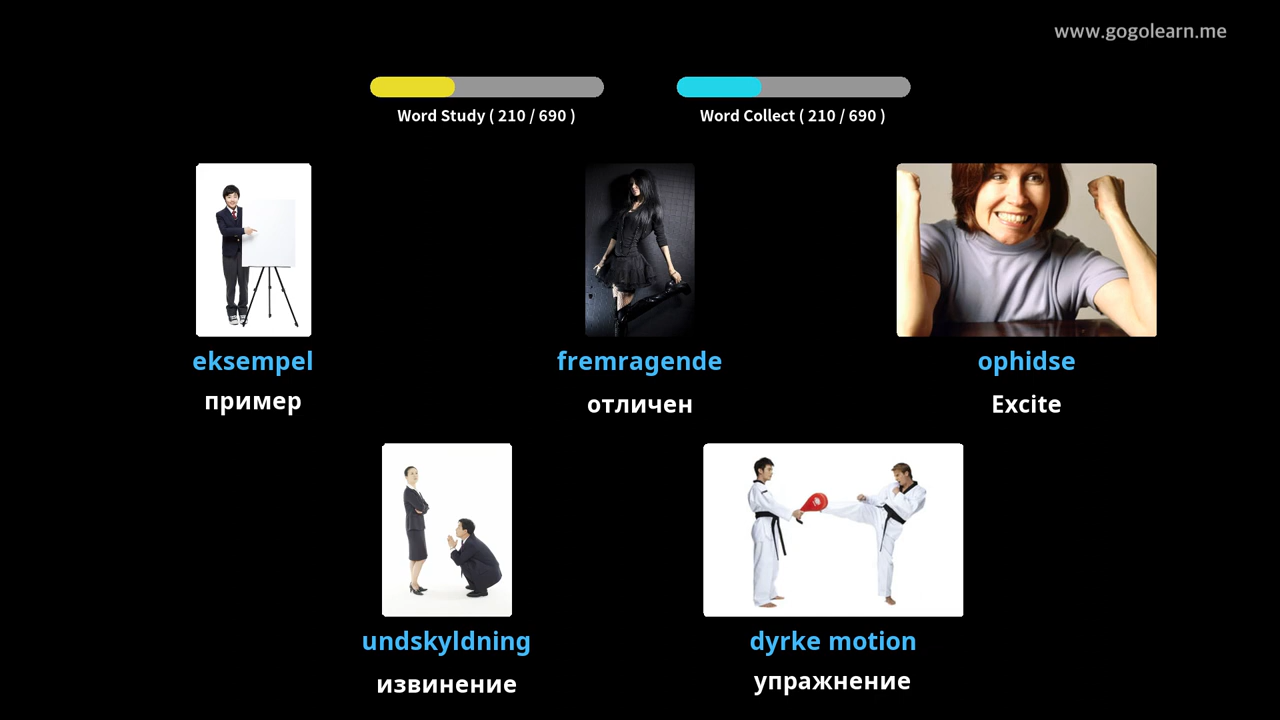 www.gogolearn.me
Word Study ( 210 / 690 )
Word Collect ( 210 / 690 )
eksempel
пример
fremragende
отличен
ophidse
Excite
undskyldning
извинение
dyrke motion
упражнение